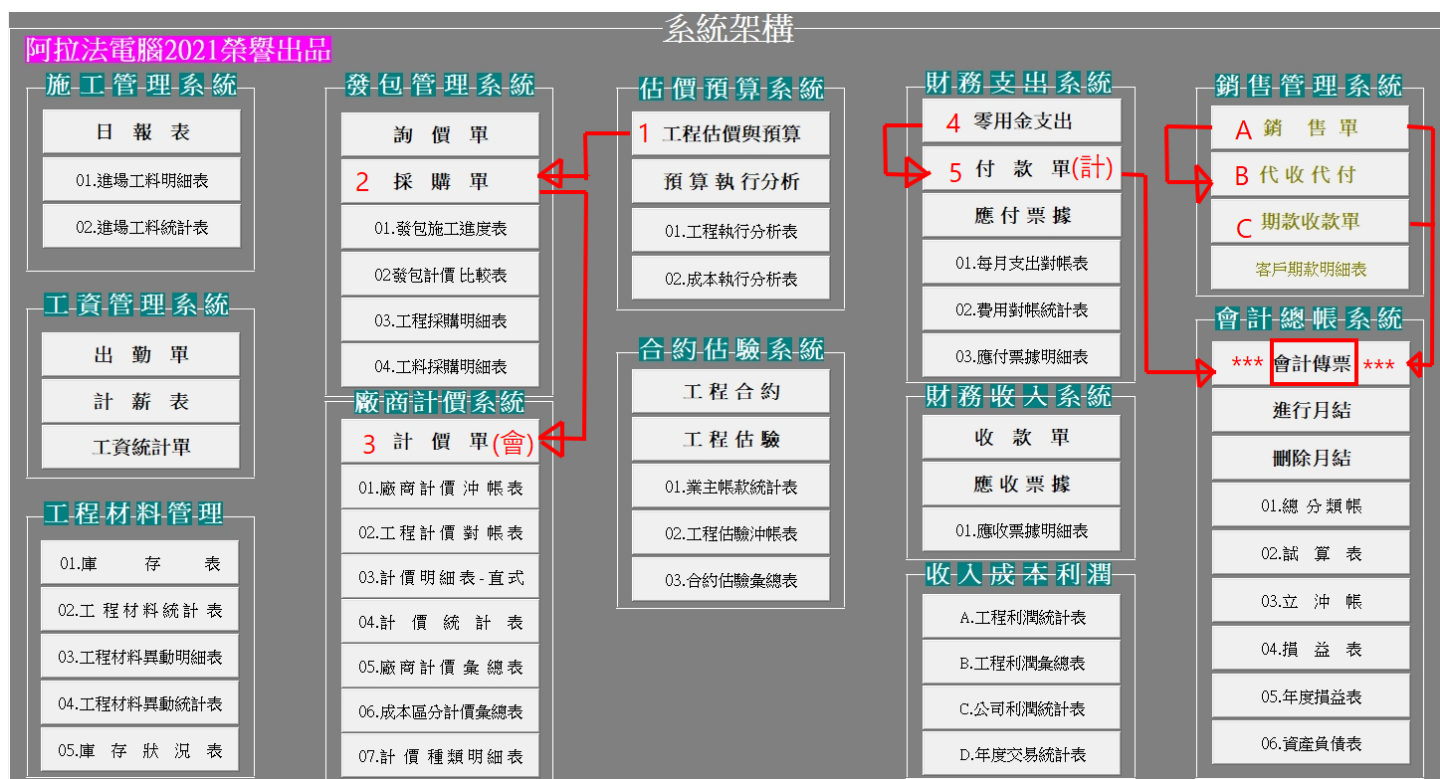 系統架構
阿拉法電腦2021榮譽出品
施工管理系統
日報表
01.進場工料明細表
02.進場工料統計表
工資管理系統
出勤單
計薪表
工資統計單
工程材料管理
01.庫存表
02.工程材料統計表
03.工程材料異動明細表
04.工程材料異動統計表
05.庫存狀況表
發包管理系統
詢價單
2 採購單
01.發包施工進度表
02發包計價比較表
03.工程採購明細表
04.工料採購明細表
廠商計價系統
3 計價單(會)
01.廠商計價沖帳表
02.工程計價對帳表
03.計價明細表-直式
04.計價統計表
05.廠商計價彙總表
06.成本區分計價彙總表
07.計價種類明細表
估價預算系統
1 工程估價與預算
預算執行分析
01.工程執行分析表
02.成本執行分析表
合約估驗系統
工程合約
工程估驗
01.業主帳款統計表
02.工程估驗沖帳表
03.合約估驗彙總表
財務支出系統
4 零用金支出
5 付款單(計)
應付票據
01.每月支出對帳表
02.費用對帳統計表
03.應付票據明細表
財務收入系統
收款單
應收票據
01.應收票據明細表
收入成本利潤
A.工程利潤統計表
B.工程利潤彙總表
C.公司利潤統計表
D.年度交易統計表
銷售管理系統
A 銷售單
B 代收代付
C 期款收款單
客戶期款明細表
會計總帳系統
*** 會計傳票 ***
進行月結
刪除月結
01.總分類帳
02.試算表
03.立沖帳
04.損益表
05.年度損益表
06.資產負債表